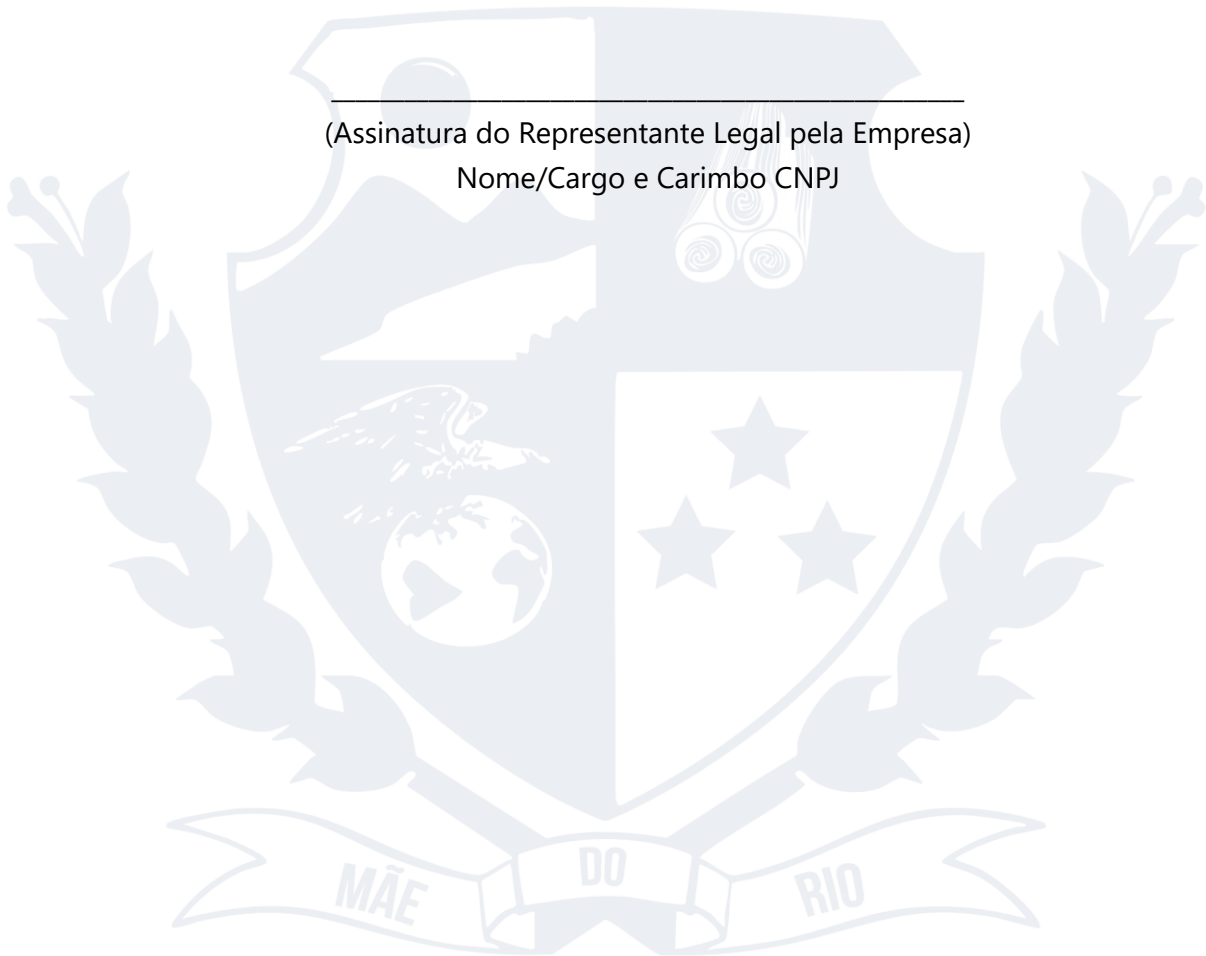 (Assinatura do Representante Legal pela Empresa)
Nome/Cargo e Carimbo CNPJ
MÃE DO RIO